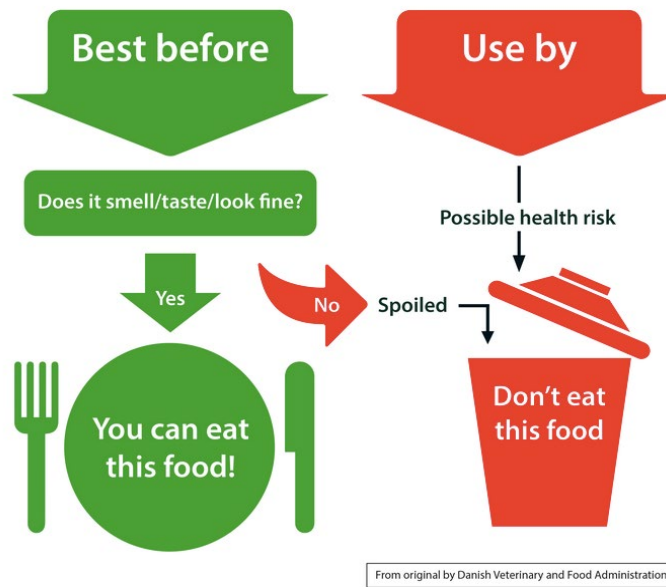 Best before
Use by
Does it smell/taste/look fine?
Possible health risk
Yes
No
Spoiled
You can eat
this food!
Don't eat
this food
From original by Danish Veterinary and Food Administration